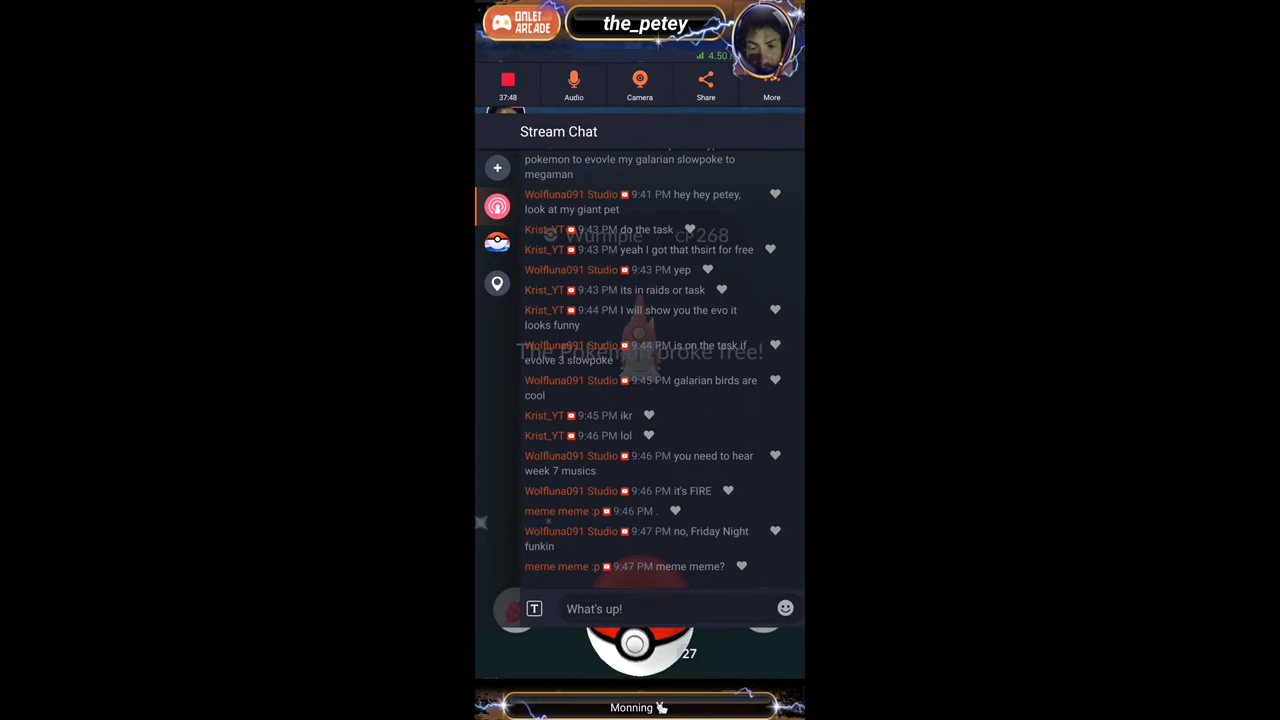 OMLET
ARCADE
the_petey
4.50
37:48
Audio
Camera
Share
More
Stream Chat
pokemon to evovle my galarian slowpoke to
megaman
Wolfluna091 Studio 9:41 PM hey hey petey,
look at my giant pet
Krist_YT 9:43 PM do the task
Wurmple CP268
Krist_YT 9:43 PM yeah I got that thsirt for free
Wolfluna091 Studio 9:43 PM yep
Krist_YT 9:43 PM its in raids or task
Krist_YT 9:44 PM I will show you the evo it
looks funny
Wolfluna091 Studio 9:44 PM is on the task if
The Pokémon broke free!
evolve 3 slowpoke
Wolfluna091 Studio 9:45 PM galarian birds are
cool
Krist_YT 9:45 PM ikr
Krist_YT 9:46 PM lol
Wolfluna091 Studio 9:46 PM you need to hear
week 7 musics
Wolfluna091 Studio 9:46 PM it's FIRE
meme meme :p 9:46 PM .
Wolfluna091 Studio 9:47 PM no, Friday Night
funkin
meme meme :p 9:47 PM meme meme?
T What's up!
27
Monning